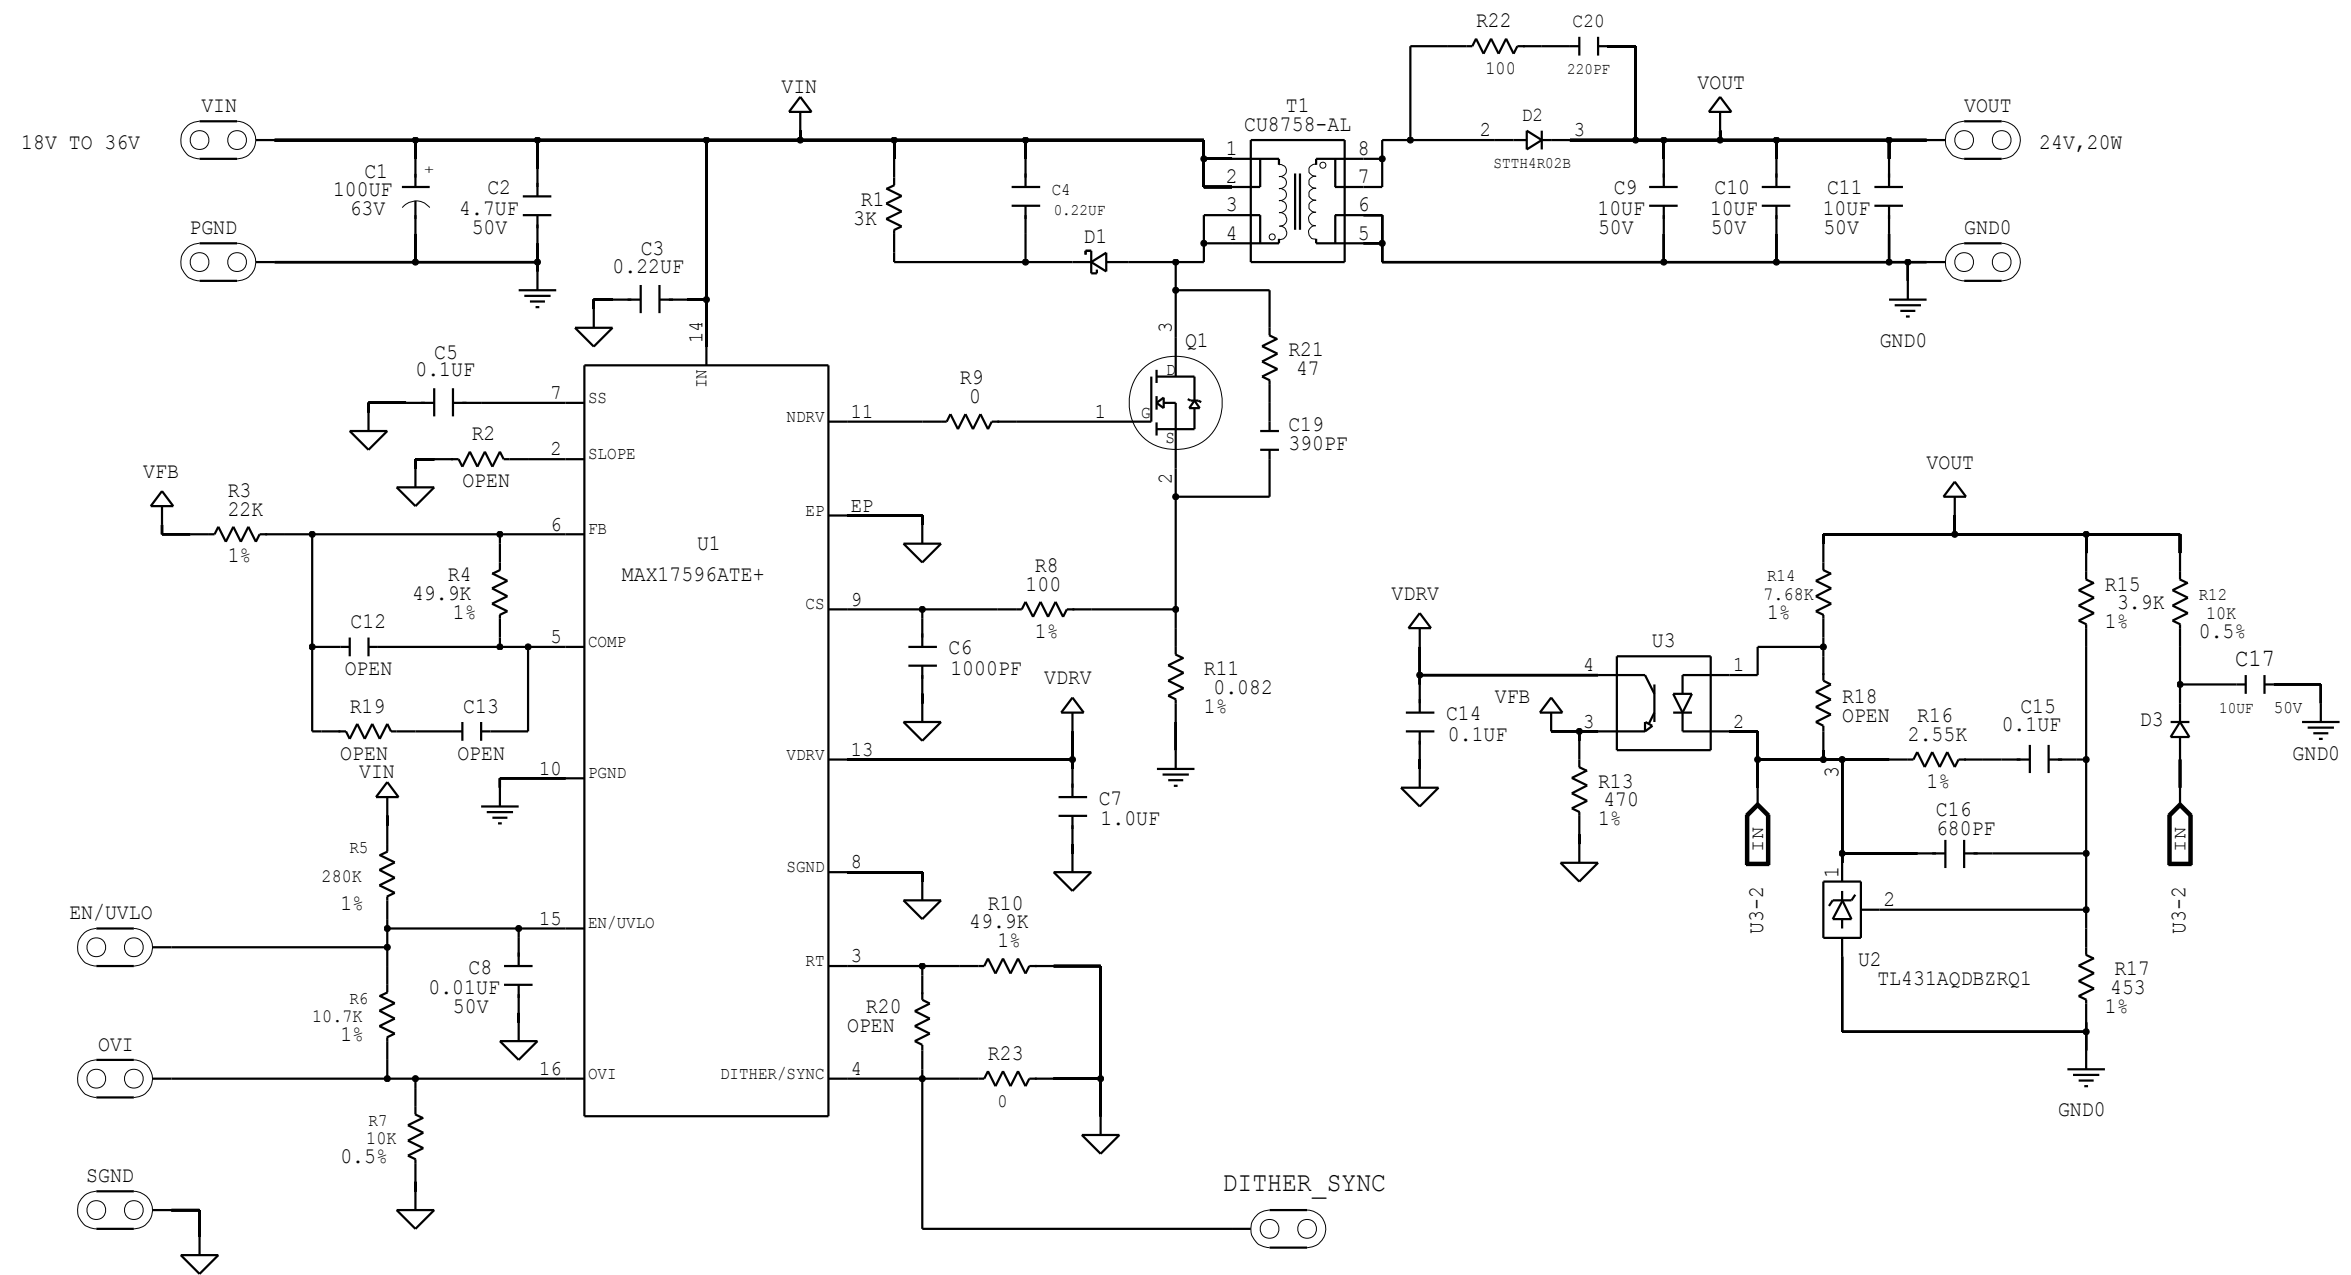 R22
100
C20
220PF
VIN
18V TO 36V
VIN
T1
CU8758-AL
1
2
3
4
8
7
6
5
2
D2
3
STTH4R02B
VOUT
VOUT
24V,20W
C1
100UF
63V
+
C2
4.7UF
50V
R1
3K
C4
0.22UF
D1
C9
10UF
50V
C10
10UF
50V
C11
10UF
50V
PGND
GND0
GND0
C3
0.22UF
14
IN
C5
0.1UF
7
SS
R2
OPEN
2
SLOPE
VFB
R3
22K
1%
6
FB
R4
49.9K
1%
C12
OPEN
5
COMP
R19
OPEN
C13
OPEN
VIN
10
PGND
R5
280K
1%
EN/UVLO
15
EN/UVLO
C8
0.01UF
50V
R6
10.7K
1%
OVI
16
OVI
R7
10K
0.5%
SGND
U1
MAX17596ATE+
NDRV
11
R9
0
1
3
Q1
D
G
S
2
R21
47
C19
390PF
EP
EP
CS
9
R8
100
1%
C6
1000PF
R11
0.082
1%
VDRV
VDRV
13
C7
1.0UF
SGND
8
RT
3
R10
49.9K
1%
R20
OPEN
DITHER/SYNC
4
R23
0
DITHER_SYNC
VDRV
C14
0.1UF
4
VFB
3
R13
470
1%
U3
1
2
VOUT
R14
7.68K
1%
R18
OPEN
R15
3.9K
1%
R12
10K
0.5%
C17
10UF
50V
GND0
D3
IN
U3-2
R16
2.55K
1%
C15
0.1UF
3
C16
680PF
IN
U3-2
1
2
U2
TL431AQDBZRQ1
R17
453
1%
GND0